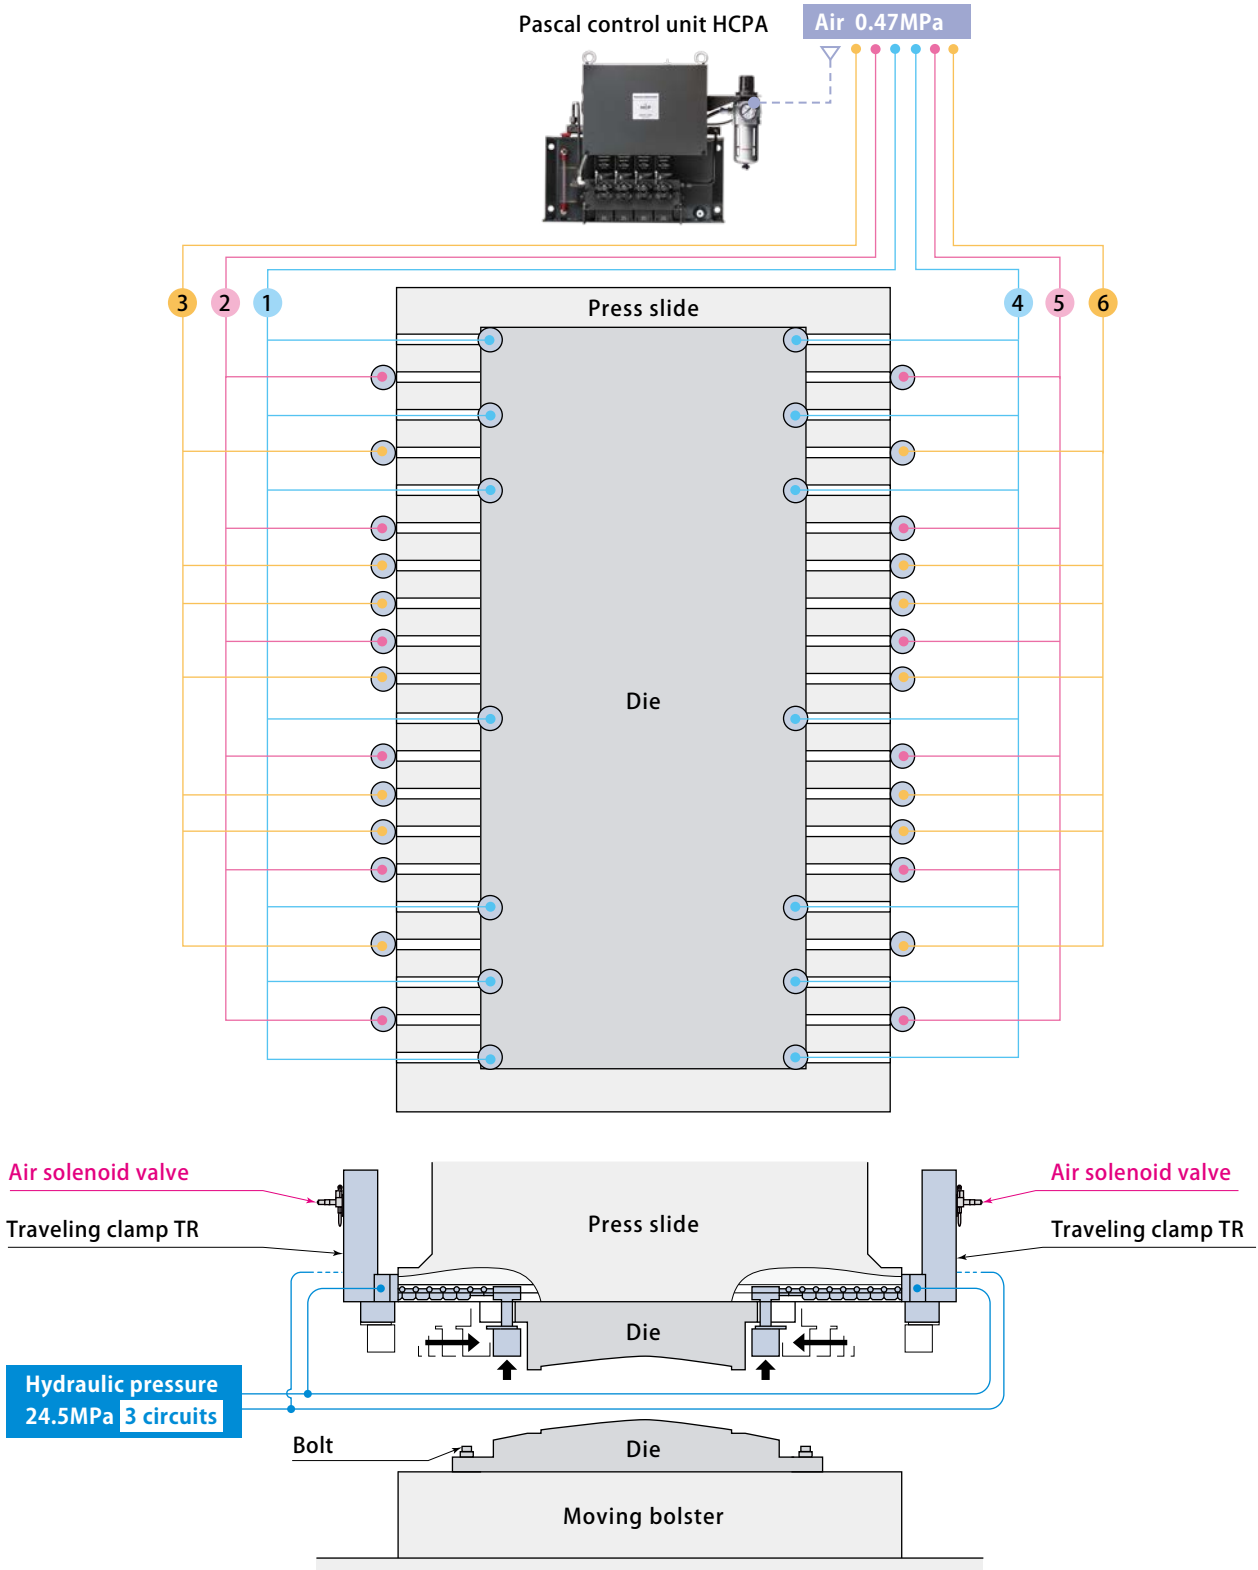 Pascal control unit HCPA
Air 0.47MPa
3
2
1
4
5
6
Press slide
Die
Air solenoid valve
Air solenoid valve
Traveling clamp TR
Press slide
Traveling clamp TR
Die
Hydraulic pressure
24.5MPa 3 circuits
Bolt
Die
Moving bolster